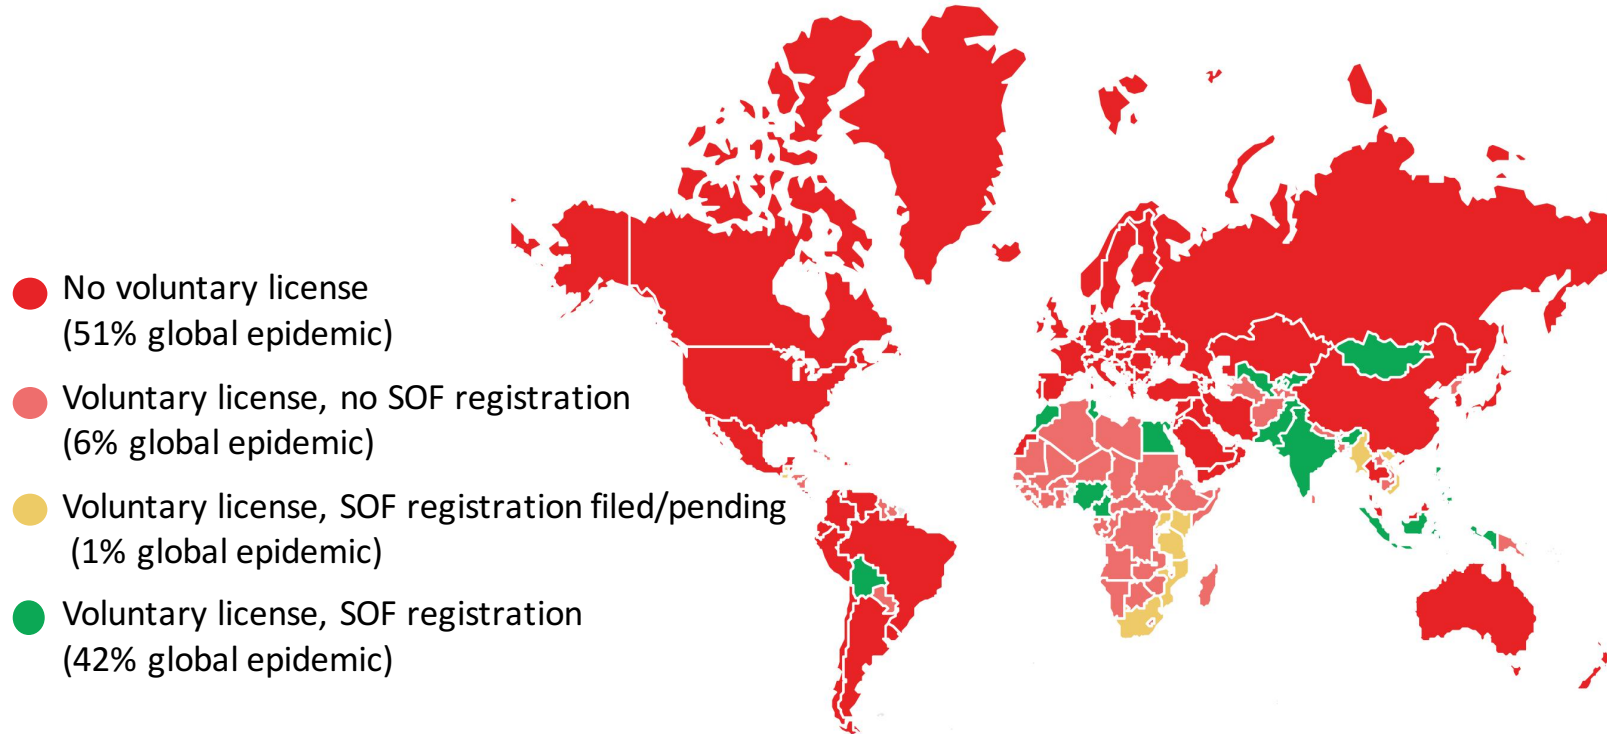 No voluntary license
(51% global epidemic)
Voluntary license, no SOF registration
(6% global epidemic)
Voluntary license, SOF registration filed/pending
(1% global epidemic)
Voluntary license, SOF registration
(42% global epidemic)